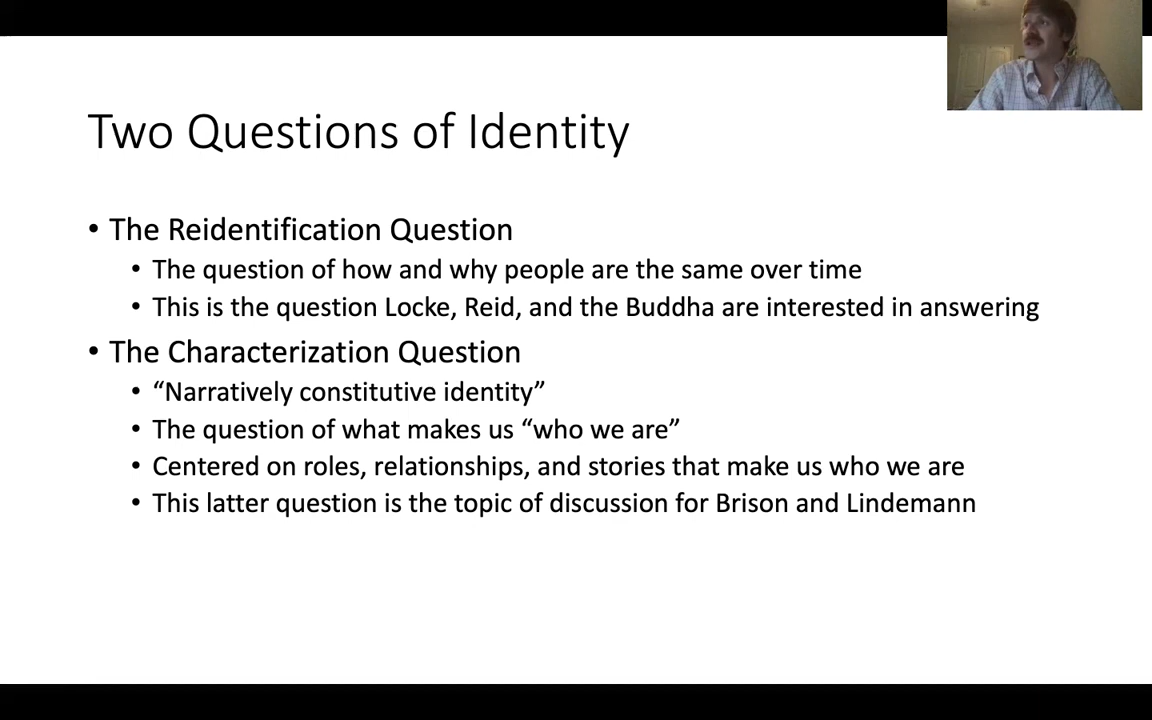 Two Questions of Identity
• The Reidentification Question
• The question of how and why people are the same over time
• This is the question Locke, Reid, and the Buddha are interested in answering
• The Characterization Question
• “Narratively constitutive identity”
• The question of what makes us “who we are”
• Centered on roles, relationships, and stories that make us who we are
• This latter question is the topic of discussion for Brison and Lindemann